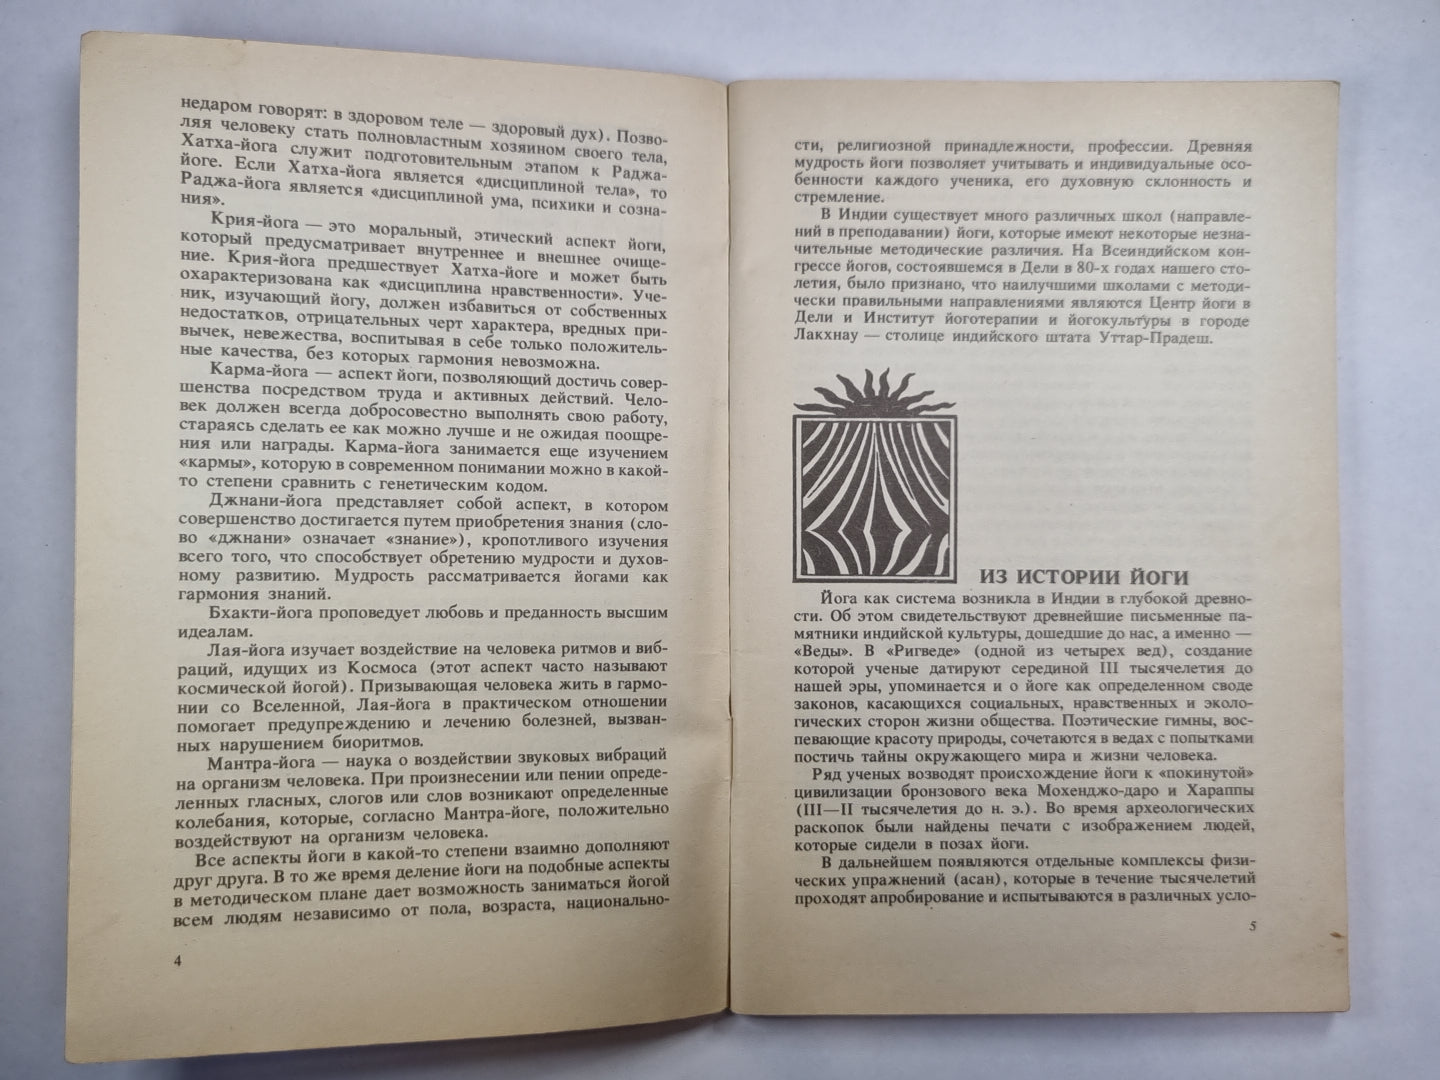 недаром говорят: в здоровом теле — здоровый дух). Позво-
ляя человеку стать полновластным хозяином своего тела,
Хатха-йога служит подготовительным этапом к Раджа-
йоге. Если Хатха-йога является «дисциплиной тела», то
Раджа-йога является «дисциплиной ума, психики и созна-
ния».
Крия-йога — это моральный, этический аспект йоги,
который предусматривает внутреннее и внешнее очище-
ние. Крия-йога предшествует Хатха-йоге и может быть
охарактеризована как «дисциплина нравственности». Уче-
ник, изучающий йогу, должен избавиться от собственных
недостатков, отрицательных черт характера, вредных при-
вычек, невежества, воспитывая в себе только положитель-
ные качества, без которых гармония невозможна.
Карма-йога — аспект йоги, позволяющий достичь совер-
шенства посредством труда и активных действий. Чело-
век должен всегда добросовестно выполнять свою работу,
стараясь сделать ее как можно лучше и не ожидая поощре-
ния или награды. Карма-йога занимается еще изучением
«кармы», которую в современном понимании можно в какой-
то степени сравнить с генетическим кодом.
Джнани-йога представляет собой аспект, в котором
совершенство достигается путем приобретения знания (сло-
во «джнани» означает «знание»), кропотливого изучения
всего того, что способствует обретению мудрости и духов-
ному развитию. Мудрость рассматривается йогами как
гармония знаний.
Бхакти-йога проповедует любовь и преданность высшим
идеалам.
Лая-йога изучает воздействие на человека ритмов и виб-
раций, идущих из Космоса (этот аспект часто называют
космической йогой). Призывающая человека жить в гармо-
нии со Вселенной, Лая-йога в практическом отношении
помогает предупреждению и лечению болезней, вызван-
ных нарушением биоритмов.
Мантра-йога — наука о воздействии звуковых вибраций
на организм человека. При произнесении или пении опреде-
ленных гласных, слогов или слов возникают определенные
колебания, которые, согласно Мантра-йоге, положительно
воздействуют на организм человека.
Все аспекты йоги в какой-то степени взаимно дополняют
друг друга. В то же время деление йоги на подобные аспекты
в методическом плане дает возможность заниматься йогой
всем людям независимо от пола, возраста, национально-
4
сти, религиозной принадлежности, профессии. Древняя
мудрость йоги позволяет учитывать и индивидуальные осо-
бенности каждого ученика, его духовную склонность и
стремление.
В Индии существует много различных школ (направле-
ний в преподавании) йоги, которые имеют некоторые незна-
чительные методические различия. На Всеиндийском кон-
грессе йогов, состоявшемся в Дели в 80-х годах нашего сто-
летия, было признано, что наилучшими школами с методи-
чески правильными направлениями являются Центр йоги в
Дели и Институт йоготерапии и йогокультуры в городе
Лакхнау — столице индийского штата Уттар-Прадеш.
ИЗ ИСТОРИИ ЙОГИ
Йога как система возникла в Индии в глубокой древно-
сти. Об этом свидетельствуют древнейшие письменные па-
мятники индийской культуры, дошедшие до нас, а именно —
«Веды». В «Ригведе» (одной из четырех вед), создание
которой ученые датируют серединой III тысячелетия до
нашей эры, упоминается и о йоге как определенном своде
законов, касающихся социальных, нравственных и эколо-
гических сторон жизни общества. Поэтические гимны, вос-
певающие красоту природы, сочетаются в ведах с попытками
постичь тайны окружающего мира и жизни человека.
Ряд ученых возводят происхождение йоги к «покинутой»
цивилизации бронзового века Мохенджо-даро и Хараппы
(III—II тысячелетия до н. э.). Во время археологических
раскопок были найдены печати с изображением людей,
которые сидели в позах йоги.
В дальнейшем появляются отдельные комплексы физи-
ческих упражнений (асан), которые в течение тысячелетий
проходят апробирование и испытываются в различных усло-
5